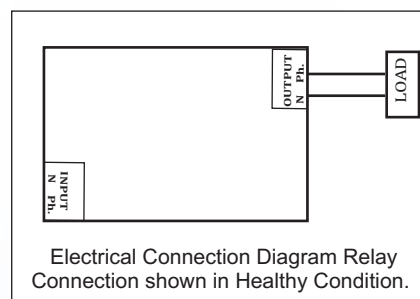 OUTPUT
N Ph.
LOAD
INPUT
N Ph.
Electrical Connection Diagram Relay
Connection shown in Healthy Condition.